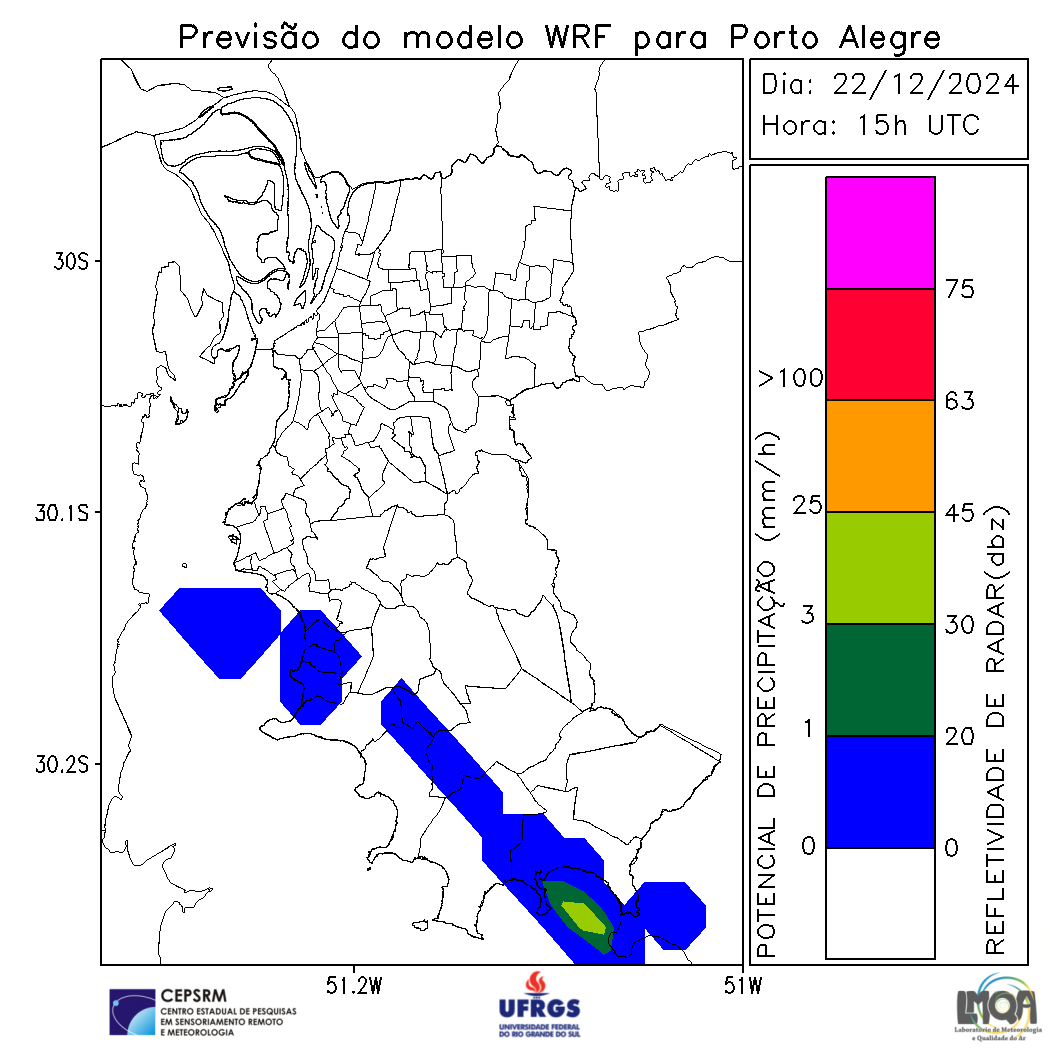 Previsão do modelo WRF para Porto Alegre
Dia: 22/12/2024
Hora: 15h UTC
30S
30.1S
30.2S
51.2W
51W
POTENCIAL DE PRECIPITAÇÃO (mm/h)
>100
25
3
1
0
75
63
45
30
20
0
REFLETIVIDADE DE RADAR(dbz)
CEPSRM
CENTRO ESTADUAL DE PESQUISAS
EM SENSORIAMENTO REMOTO
E METEOROLOGIA
UFRGS
UNIVERSIDADE FEDERAL
DO RIO GRANDE DO SUL
LMQA
Laboratório de Meteorologia
e Qualidade do Ar